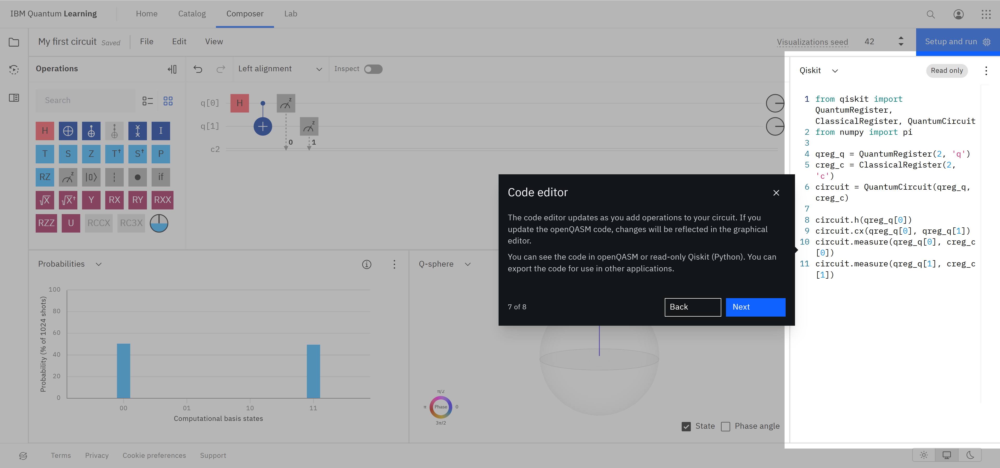 IBM Quantum Learning
Home
Catalog
Composer
Lab
My first circuit
Saved
File
Edit
View
Visualizations seed
42
Setup and run
Operations
Left alignment
Inspect
Search
H
T
S
Z
T†
S†
P
I
RZ
z
|0⟩
if
√X
√X†
Y
RX
RY
RXX
RZZ
U
RCCX
RC3X
q[0]
H
z
q[1]
z
0
1
c2
Qiskit
Read only
1 from qiskit import
QuantumRegister,
ClassicalRegister, QuantumCircuit
2 from numpy import pi
3
4 qreg_q = QuantumRegister(2, 'q')
5 creg_c = ClassicalRegister(2,
'c')
6 circuit = QuantumCircuit(qreg_q,
creg_c)
7
8 circuit.h(qreg_q[0])
9 circuit.cx(qreg_q[0], qreg_q[1])
10 circuit.measure(qreg_q[0], creg_c
[0])
11 circuit.measure(qreg_q[1], creg_c
[1])
Code editor
The code editor updates as you add operations to your circuit. If you
update the openQASM code, changes will be reflected in the graphical
editor.
You can see the code in openQASM or read-only Qiskit (Python). You can
export the code for use in other applications.
7 of 8
Back
Next
Probabilities
Probability (% of 1024 shots)
100
80
60
40
20
0
00
01
10
11
Computational basis states
Q-sphere
π/2
π
Phase
0
3π/2
State
Phase angle
Terms
Privacy
Cookie preferences
Support